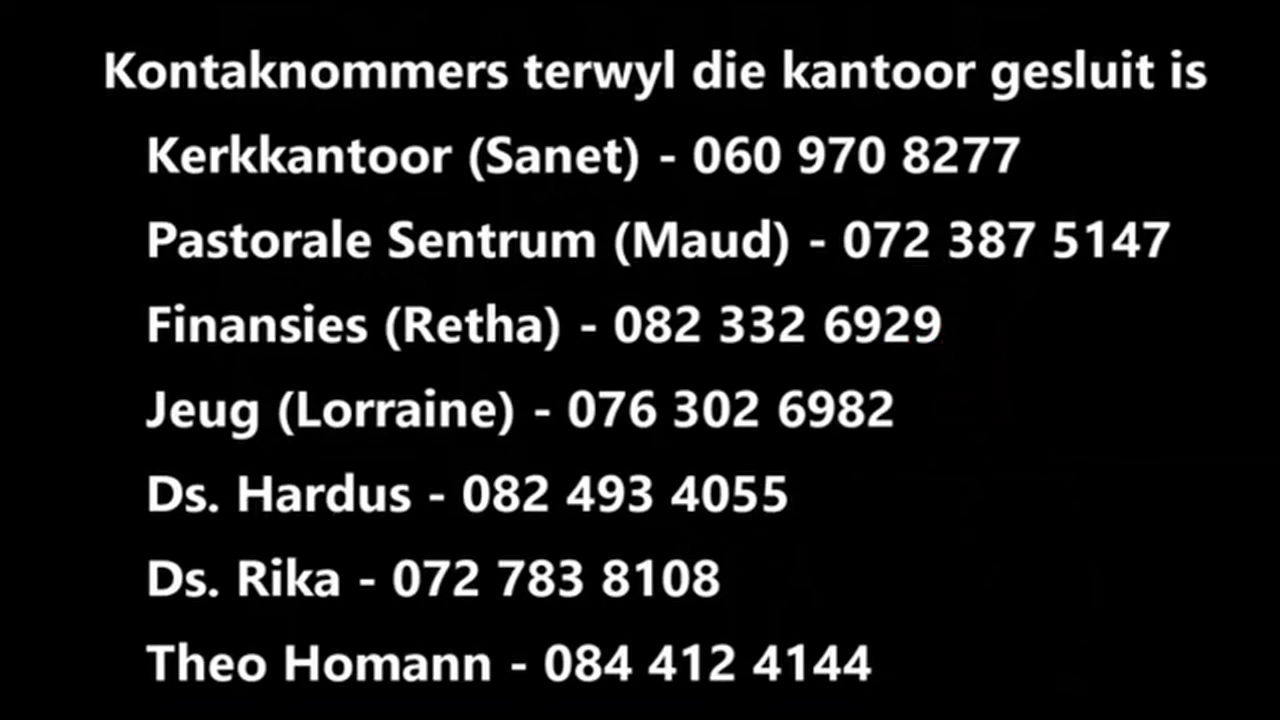 Kontaknommers terwyl die kantoor gesluit is
Kerkkantoor (Sanet) - 060 970 8277
Pastorale Sentrum (Maud) - 072 387 5147
Finansies (Retha) - 082 332 6929
Jeug (Lorraine) - 076 302 6982
Ds. Hardus - 082 493 4055
Ds. Rika - 072 783 8108
Theo Homann - 084 412 4144